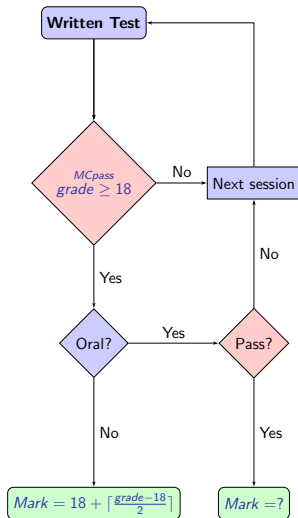 Written Test
MCpass
grade ≥ 18
No
Next session
Yes
No
Oral?
Yes
Pass?
No
Yes
Mark = 18 + ⌈(grade−18)/2⌉
Mark =?